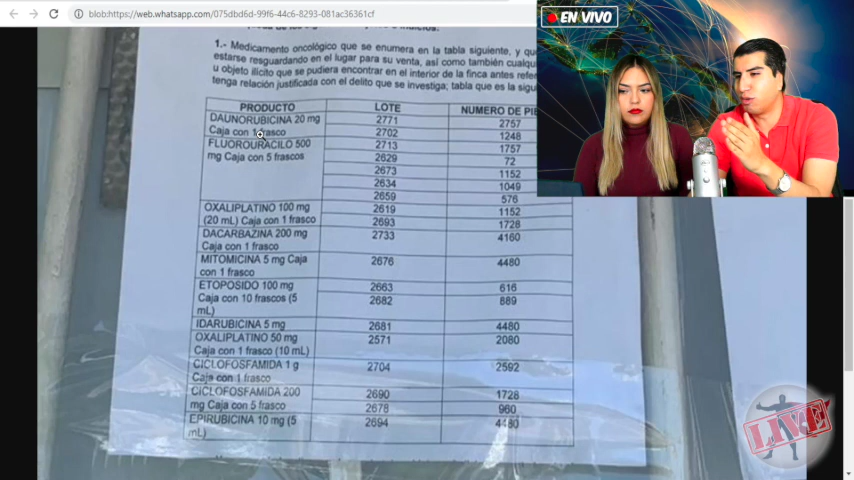 blob:https://web.whatsapp.com/075dbd6d-99f6-44c6-8293-081ac36361cf
EN VIVO
1.- Medicamento oncológico que se enumera en la tabla siguiente, y que
estarse resguardando en el lugar para su venta, así como también cualqui
u objeto ilícito que se pudiera encontrar en el interior de la finca antes refer
tenga relación justificada con el delito que se investiga; tabla que es la sigui
PRODUCTO LOTE NUMERO DE PIE
DAUNORUBICINA 20 mg 2771 2757
Caja con 1 frasco 2702 1248
FLUOROURACILO 500 2713 1757
mg Caja con 5 frascos 2629 72
2673 1152
2634 1049
2659 576
OXALIPLATINO 100 mg 2619 1152
(20 mL) Caja con 1 frasco 2693 1728
DACARBAZINA 200 mg 2733 4160
Caja con 1 frasco
MITOMICINA 5 mg Caja 2676 4480
con 1 frasco
ETOPOSIDO 100 mg 2663 616
Caja con 10 frascos (5 2682 889
mL)
IDARUBICINA 5 mg 2681 4480
OXALIPLATINO 50 mg 2571 2080
Caja con 1 frasco (10 mL)
CICLOFOSFAMIDA 1 g 2704 2592
Caja con 1 frasco
CICLOFOSFAMIDA 200 2690 1728
mg Caja con 5 frasco 2678 960
EPIRUBICINA 10 mg (5 2694 4480
mL)
LIVE